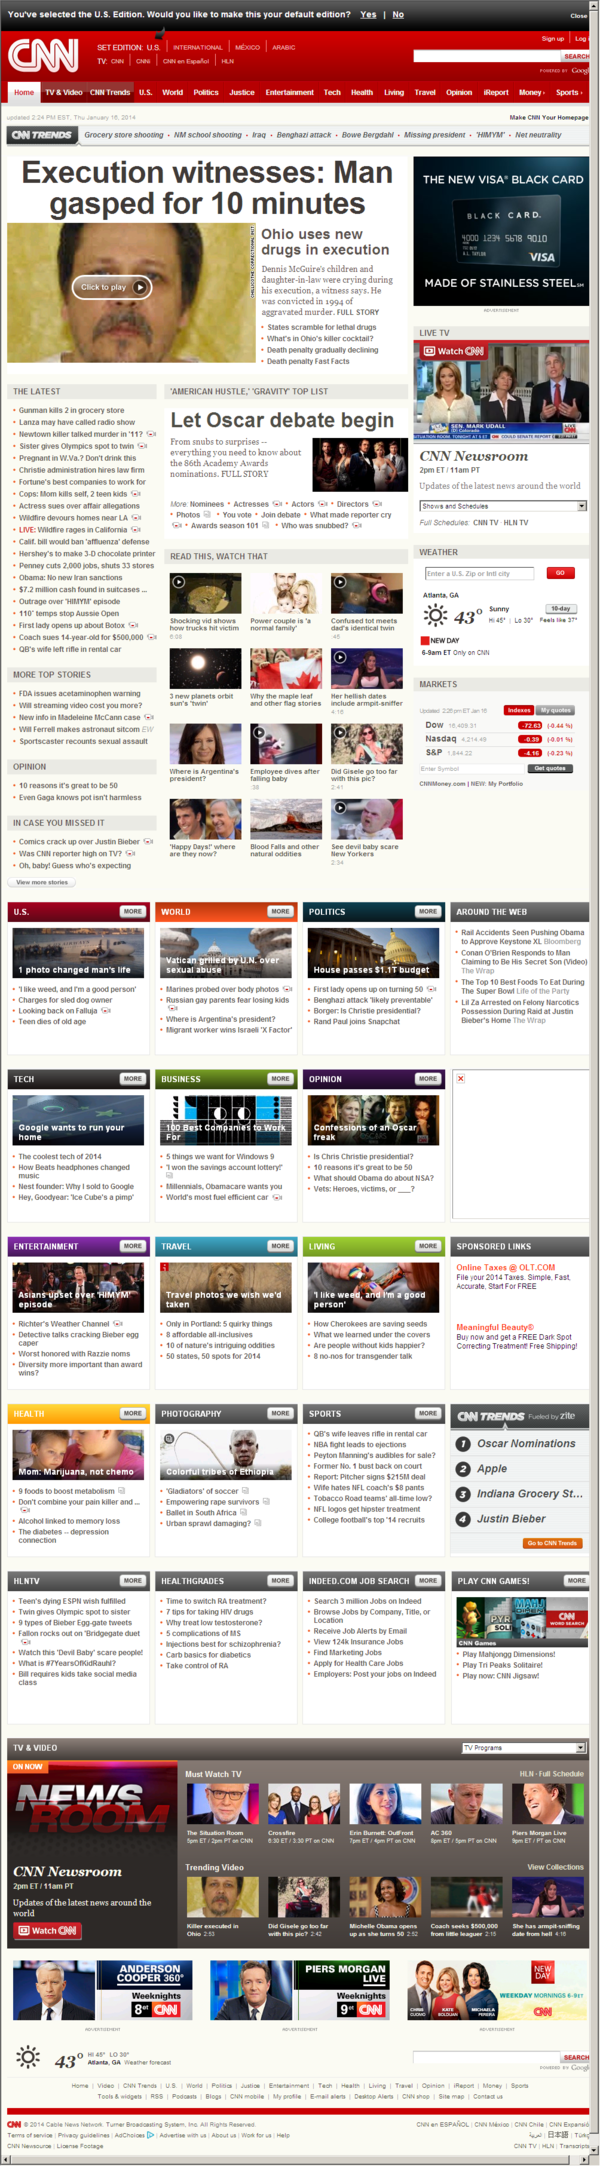 You've selected the U.S. Edition. Would you like to make this your default edition? Yes | No Close
CNN
SET EDITION: U.S. INTERNATIONAL MÉXICO ARABIC
TV: CNN CNNi CNN en Español HLN
Sign up Log
SEARCH
POWERED BY Google
Home TV & Video CNN Trends U.S. World Politics Justice Entertainment Tech Health Living Travel Opinion iReport Money Sports
updated 2:24 PM EST, Thu January 16, 2014
Make CNN Your Homepage
CNN TRENDS Grocery store shooting • NM school shooting • Iraq • Benghazi attack • Bowe Bergdahl • Missing president • 'HIMYM' • Net neutrality
Execution witnesses: Man
gasped for 10 minutes
Click to play
Ohio uses new
drugs in execution
Dennis McGuire's children and
daughter-in-law were crying during
his execution, a witness says. He
was convicted in 1994 of
aggravated murder. FULL STORY
States scramble for lethal drugs
What's in Ohio's killer cocktail?
Death penalty gradually declining
Death penalty Fast Facts
THE NEW VISA BLACK CARD
BLACK CARD.
4000 1234 5678 9010
VISA
MADE OF STAINLESS STEEL
ADVERTISEMENT
THE LATEST
Gunman kills 2 in grocery store
Lanza may have called radio show
Newtown killer talked murder in '11?
Sister gives Olympics spot to twin
Pregnant in W.Va.? Don't drink this
Christie administration hires law firm
Fortune's best companies to work for
Cops: Mom kills self, 2 teen kids
Actress sues over affair allegations
Wildfire devours homes near LA
LIVE: Wildfire rages in California
Calif. bill would ban 'affluenza' defense
Hershey's to make 3-D chocolate printer
Penney cuts 2,000 jobs, shuts 33 stores
Obama: No new Iran sanctions
$7.2 million cash found in suitcases ...
Outrage over 'HIMYM' episode
110˚ temps stop Aussie Open
First lady opens up about Botox
Coach sues 14-year-old for $500,000
QB's wife left rifle in rental car
MORE TOP STORIES
FDA issues acetaminophen warning
Will streaming video cost you more?
New info in Madeleine McCann case
Will Ferrell makes astronaut sitcom EW
Sportscaster recounts sexual assault
OPINION
10 reasons it's great to be 50
Even Gaga knows pot isn't harmless
IN CASE YOU MISSED IT
Comics crack up over Justin Bieber
Was CNN reporter high on TV?
Oh, baby! Guess who's expecting
View more stories
'AMERICAN HUSTLE,' 'GRAVITY' TOP LIST
Let Oscar debate begin
From snubs to surprises --
everything you need to know about
the 86th Academy Awards
nominations. FULL STORY
More: Nominees • Actresses • Actors • Directors
• Photos • You vote • Join debate • What made reporter cry
• Awards season 101 • Who was snubbed?
READ THIS, WATCH THAT
Shocking vid shows how trucks hit victim
Power couple is 'a normal family'
Confused tot meets dad's identical twin :45
3 new planets orbit sun's 'twin'
Why the maple leaf and other flag stories
Her hellish dates include armpit-sniffer 4:16
Where is Argentina's president?
Employee dives after falling baby :38
Did Gisele go too far with this pic? 2:41
'Happy Days!' where are they now?
Blood Falls and other natural oddities
See devil baby scare New Yorkers 2:34
LIVE TV
Watch CNN
SEN. MARK UDALL
CNN Newsroom
2pm ET / 11am PT
Updates of the latest news around the world
Shows and Schedules
Full Schedules: CNN TV · HLN TV
WEATHER
Enter a U.S. Zip or Intl city GO
Atlanta, GA
43° Sunny 10-day
Hi 45° Lo 30° Feels like 37°
NEW DAY
6-9am ET Only on CNN
MARKETS
Updated 2:26 pm ET Jan 16 Indexes My quotes
Dow 16,409.31 -72.63 (-0.44 %)
Nasdaq 4,214.49 -0.39 (-0.01 %)
S&P 1,844.22 -4.16 (-0.23 %)
Enter Symbol Get quotes
CNNMoney.com | NEW: My Portfolio
U.S. MORE
1 photo changed man's life
'I like weed, and I'm a good person'
Charges for sled dog owner
Looking back on Falluja
Teen dies of old age
WORLD MORE
Vatican grilled by U.N. over sexual abuse
Marines probed over body photos
Russian gay parents fear losing kids
Where is Argentina's president?
Migrant worker wins Israeli 'X Factor'
POLITICS MORE
House passes $1.1T budget
First lady opens up on turning 50
Benghazi attack 'likely preventable'
Borger: Is Christie presidential?
Rand Paul joins Snapchat
AROUND THE WEB
Rail Accidents Seen Pushing Obama to Approve Keystone XL Bloomberg
Conan O'Brien Responds to Man Claiming to Be His Secret Son (Video) The Wrap
The Top 10 Best Foods To Eat During The Super Bowl Life of the Party
Lil Za Arrested on Felony Narcotics Possession During Raid at Justin Bieber's Home The Wrap
TECH MORE
Google wants to run your home
The coolest tech of 2014
How Beats headphones changed music
Nest founder: Why I sold to Google
Hey, Goodyear: 'Ice Cube's a pimp'
BUSINESS MORE
100 Best Companies to Work For
5 things we want for Windows 9
'I won the savings account lottery!'
Millennials, Obamacare wants you
World's most fuel efficient car
OPINION MORE
Confessions of an Oscar freak
Is Chris Christie presidential?
10 reasons it's great to be 50
What should Obama do about NSA?
Vets: Heroes, victims, or ___?
ENTERTAINMENT MORE
Asians upset over 'HIMYM' episode
Richter's Weather Channel
Detective talks cracking Bieber egg caper
Worst honored with Razzie noms
Diversity more important than award wins?
TRAVEL MORE
Travel photos we wish we'd taken
Only in Portland: 5 quirky things
8 affordable all-inclusives
10 of nature's intriguing oddities
50 states, 50 spots for 2014
LIVING MORE
'I like weed, and I'm a good person'
How Cherokees are saving seeds
What we learned under the covers
Are people without kids happier?
8 no-nos for transgender talk
SPONSORED LINKS
Online Taxes @ OLT.COM
File your 2014 Taxes. Simple, Fast,
Accurate, Start For FREE
Meaningful Beauty®
Buy now and get a FREE Dark Spot
Correcting Treatment! Free Shipping!
HEALTH MORE
Mom: Marijuana, not chemo
9 foods to boost metabolism
Don't combine your pain killer and ...
Alcohol linked to memory loss
The diabetes -- depression connection
PHOTOGRAPHY MORE
Colorful tribes of Ethiopia
'Gladiators' of soccer
Empowering rape survivors
Ballet in South Africa
Urban sprawl damaging?
SPORTS MORE
QB's wife leaves rifle in rental car
NBA fight leads to ejections
Peyton Manning's audibles for sale?
Former No. 1 bust back on court
Report: Pitcher signs $215M deal
Wife hates NFL coach's $8 pants
Tobacco Road teams' all-time low?
NFL logos get hipster treatment
College football's top '14 recruits
CNN TRENDS Fueled by zite
1 Oscar Nominations
2 Apple
3 Indiana Grocery St...
4 Justin Bieber
Go to CNN Trends
HLNTV MORE
Teen's dying ESPN wish fulfilled
Twin gives Olympic spot to sister
9 types of Bieber Egg-gate tweets
Fallon rocks out on 'Bridgegate duet
Watch this 'Devil Baby' scare people!
What is #7YearsOfIlGdRauhl?
Bill requires kids take social media class
HEALTHGRADES MORE
Time to switch RA treatment?
7 tips for taking HIV drugs
Why treat low testosterone?
5 complications of MS
Injections best for schizophrenia?
Carb basics for diabetics
Take control of RA
INDEED.COM JOB SEARCH MORE
Search 3 million Jobs on Indeed
Browse Jobs by Company, Title, or Location
Receive Job Alerts by Email
View 124k Insurance Jobs
Find Marketing Jobs
Apply for Health Care Jobs
Employers: Post your jobs on Indeed
PLAY CNN GAMES! MORE
CNN Games
Play Mahjongg Dimensions!
Play Tri Peaks Solitaire!
Play now: CNN Jigsaw!
TV & VIDEO TV Programs
ON NOW
NEWS ROOM
CNN Newsroom
2pm ET / 11am PT
Updates of the latest news around the world
Watch CNN
Must Watch TV HLN - Full Schedule
The Situation Room 5pm ET / 2pm PT on CNN
Crossfire 6:30 ET / 3:30 PT on CNN
Erin Burnett: OutFront 7pm ET / 4pm PT on CNN
AC 360 8pm ET / 5pm PT on CNN
Piers Morgan Live 9pm ET / PT on CNN
Trending Video View Collections
Killer executed in Ohio 2:53
Did Gisele go too far with this pic? 2:42
Michelle Obama opens up as she turns 50 2:52
Coach seeks $500,000 from little leaguer 2:15
She has armpit-sniffing date from hell 4:16
ANDERSON COOPER 360° Weeknights 8et CNN
PIERS MORGAN LIVE Weeknights 9et CNN
CHRIS CUOMO KATE BOLDUAN MICHAELA PEREIRA NEW DAY WEEKDAY MORNINGS 6-9ET CNN
ADVERTISEMENT ADVERTISEMENT ADVERTISEMENT
43° HI 45° LO 30°
Atlanta, GA Weather forecast
SEARCH
POWERED BY Google
Home | Video | CNN Trends | U.S. | World | Politics | Justice | Entertainment | Tech | Health | Living | Travel | Opinion | iReport | Money | Sports
Tools & widgets | RSS | Podcasts | Blogs | CNN mobile | My profile | E-mail alerts | Desktop Alerts | CNN shop | Site map | Contact us
CNN © 2014 Cable News Network. Turner Broadcasting System, Inc. All Rights Reserved.
Terms of service | Privacy guidelines | AdChoices | Advertise with us | About us | Work for us | Help
CNN Newsource | License Footage
CNN en ESPAÑOL | CNN México | CNN Chile | CNN Expansió
العربية | 日本語 | Türkç
CNN TV | HLN | Transcripts